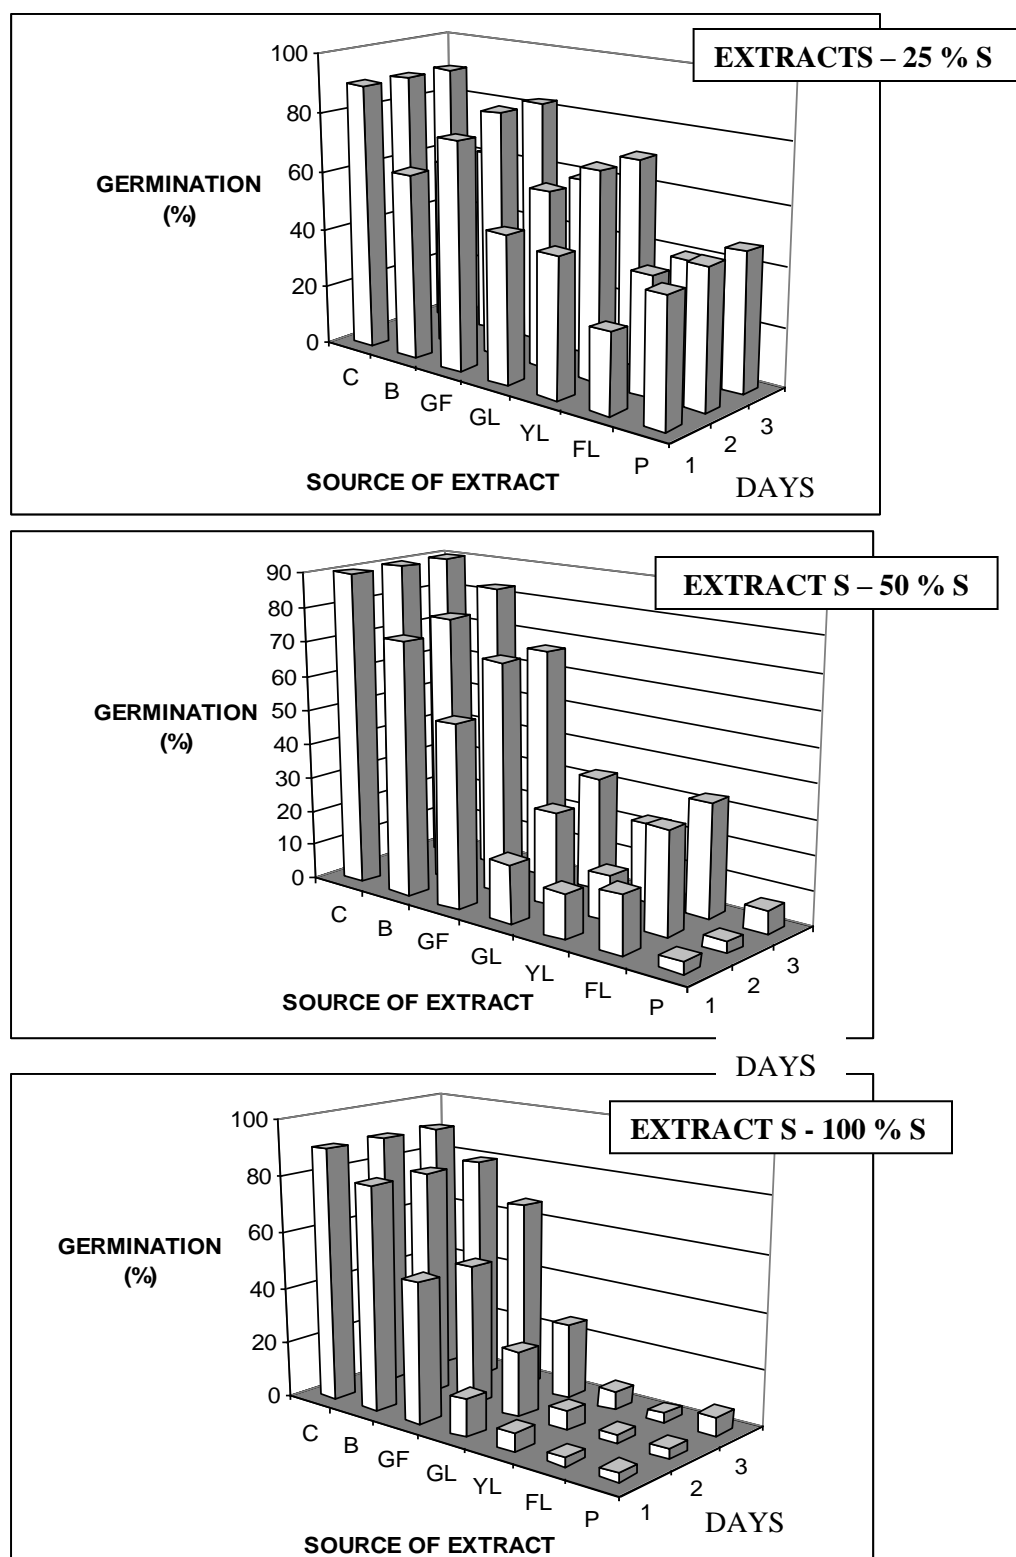 EXTRACTS – 25 % S
100
80
60
40
20
0
GERMINATION
(%)
C
B
GF
GL
YL
FL
P
1
2
3
SOURCE OF EXTRACT
DAYS
EXTRACT S – 50 % S
90
80
70
60
50
40
30
20
10
0
GERMINATION
(%)
C
B
GF
GL
YL
FL
P
1
2
3
SOURCE OF EXTRACT
DAYS
EXTRACT S - 100 % S
100
80
60
40
20
0
GERMINATION
(%)
C
B
GF
GL
YL
FL
P
1
2
3
DAYS
SOURCE OF EXTRACT